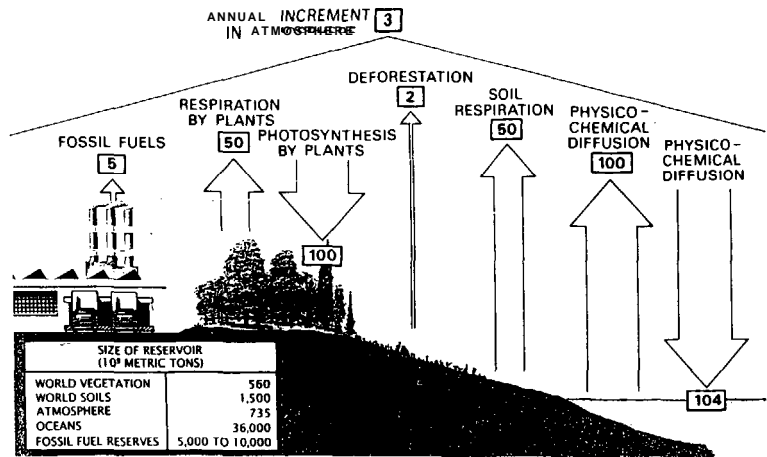 ANNUAL INCREMENT 3
IN ATMOSPHERE
DEFORESTATION
2
RESPIRATION
BY PLANTS
50
SOIL
RESPIRATION
50
FOSSIL FUELS
5
PHOTOSYNTHESIS
BY PLANTS
100
PHYSICO-
CHEMICAL
DIFFUSION
100
PHYSICO-
CHEMICAL
DIFFUSION
104
SIZE OF RESERVOIR
(10⁹ METRIC TONS)
WORLD VEGETATION 560
WORLD SOILS 1,500
ATMOSPHERE 735
OCEANS 36,000
FOSSIL FUEL RESERVES 5,000 TO 10,000